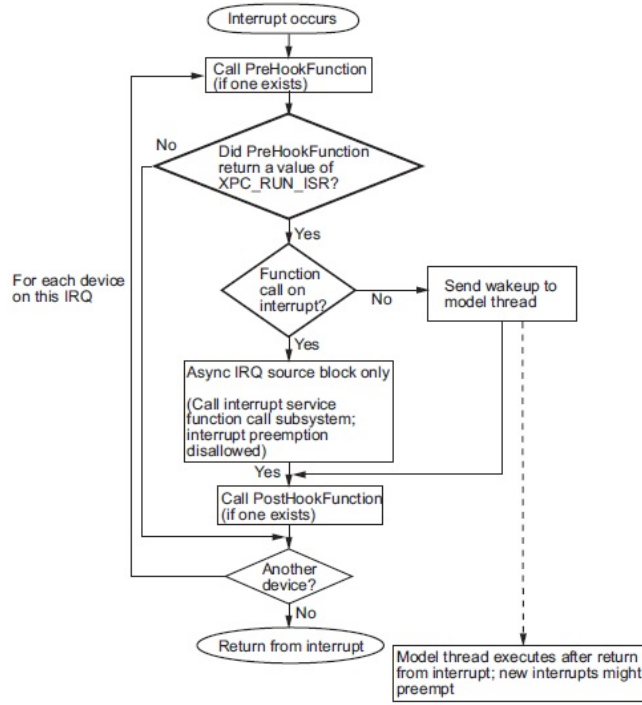 Interrupt occurs
Call PreHookFunction
(if one exists)
No
Did PreHookFunction
return a value of
XPC_RUN_ISR?
Yes
For each device
on this IRQ
Function
call on
interrupt?
No
Send wakeup to
model thread
Yes
Async IRQ source block only
(Call interrupt service
function call subsystem;
interrupt preemption
disallowed)
Yes
Call PostHookFunction
(if one exists)
Another
device?
No
Return from interrupt
Model thread executes after return
from interrupt; new interrupts might
preempt